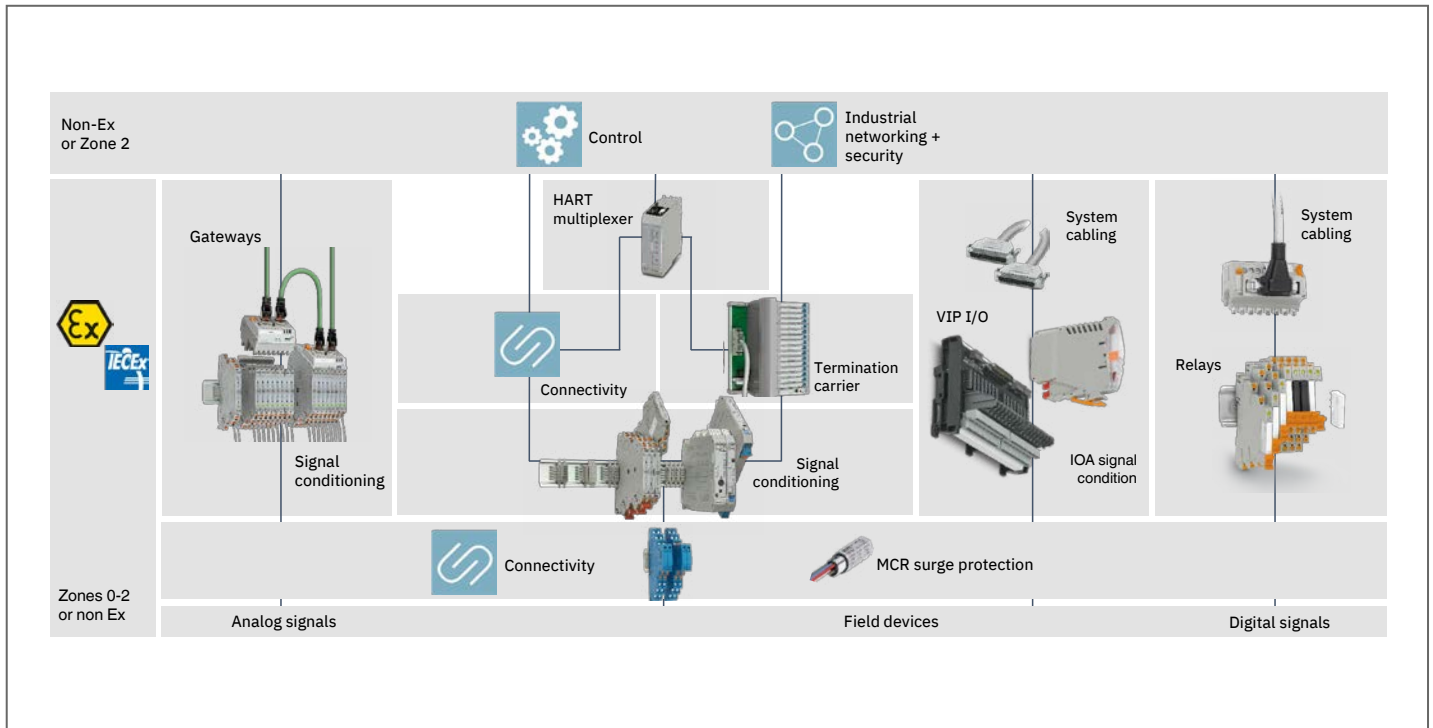 Non-Ex
or Zone 2
Control
Industrial
networking +
security
HART
multiplexer
System
cabling
System
cabling
Gateways
Ex
IECEx
VIP I/O
Termination
carrier
Relays
Connectivity
Signal
conditioning
Signal
conditioning
IOA signal
condition
Connectivity
MCR surge protection
Zones 0-2
or non Ex
Analog signals
Field devices
Digital signals